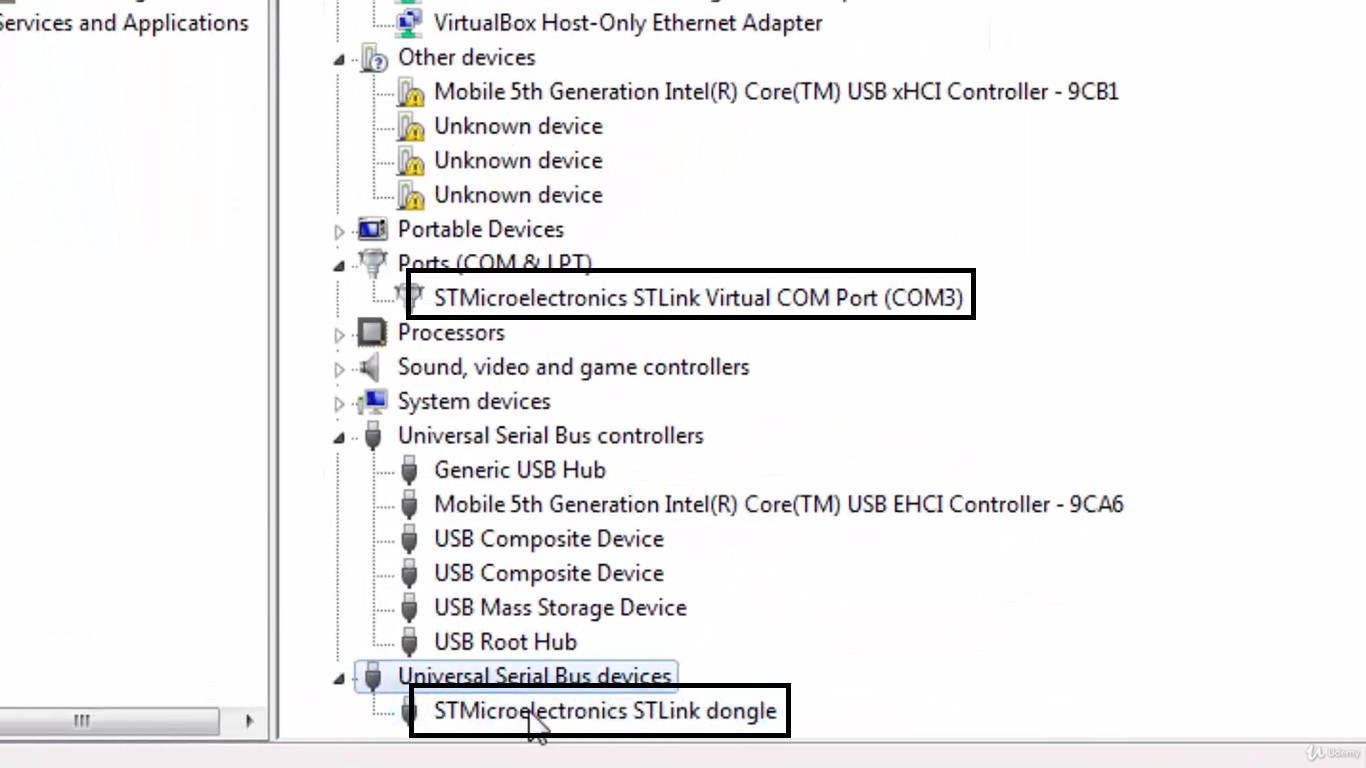 Services and Applications
VirtualBox Host-Only Ethernet Adapter
Other devices
Mobile 5th Generation Intel(R) Core(TM) USB xHCI Controller - 9CB1
Unknown device
Unknown device
Unknown device
Portable Devices
Ports (COM & LPT)
STMicroelectronics STLink Virtual COM Port (COM3)
Processors
Sound, video and game controllers
System devices
Universal Serial Bus controllers
Generic USB Hub
Mobile 5th Generation Intel(R) Core(TM) USB EHCI Controller - 9CA6
USB Composite Device
USB Composite Device
USB Mass Storage Device
USB Root Hub
Universal Serial Bus devices
STMicroelectronics STLink dongle
Udemy